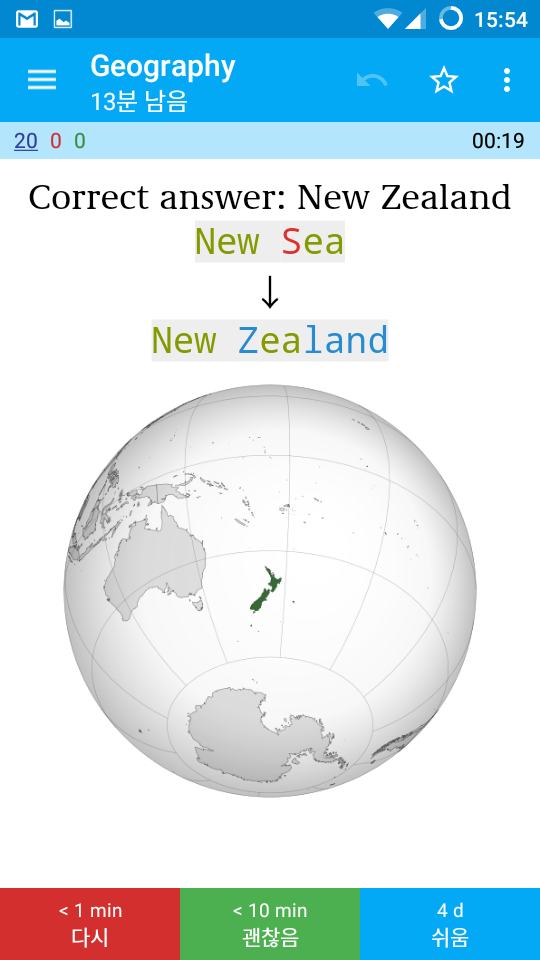 15:54
Geography
13분 남음
20 0 0 00:19
Correct answer: New Zealand
New Sea
↓
New Zealand
< 1 min < 10 min 4 d
다시 괜찮음 쉬움